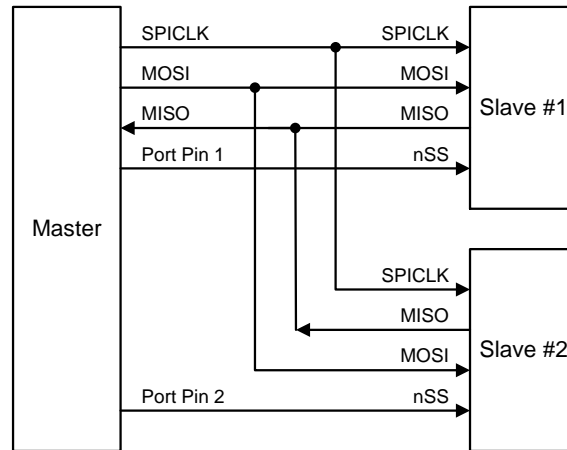 SPICLK SPICLK
MOSI MOSI
MISO MISO
Slave #1
Port Pin 1 nSS
Master
SPICLK
MISO
MOSI
Slave #2
Port Pin 2 nSS